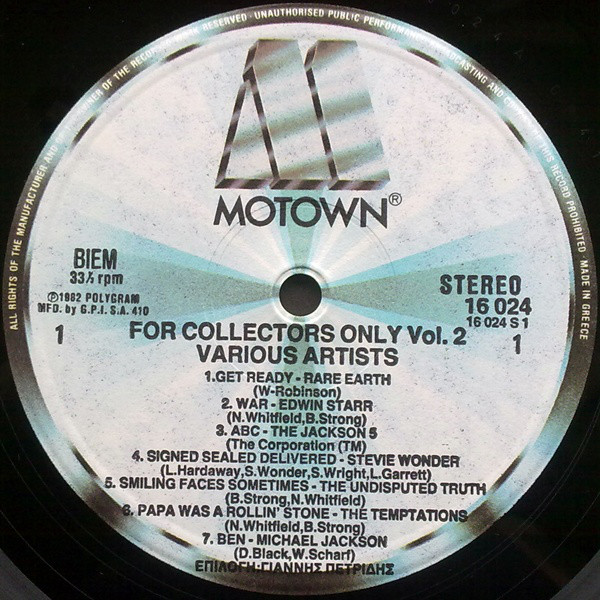 ALL RIGHTS OF THE MANUFACTURER AND OWNER OF THE RECORDED WORK RESERVED · UNAUTHORISED PUBLIC PERFORMANCE BROADCASTING AND THIS RECORD PROHIBITED · MADE IN GREECE
MOTOWN®
BIEM
33⅓ rpm
STEREO
16 024
16 024 S 1
℗1982 POLYGRAM
MFD. by G.P.I. S.A. 410
1
1
FOR COLLECTORS ONLY Vol. 2
VARIOUS ARTISTS
1.GET READY - RARE EARTH
(W-Robinson)
2. WAR - EDWIN STARR
(N.Whitfield,B.Strong)
3. ABC - THE JACKSON 5
(The Corporation (TM)
4. SIGNED SEALED DELIVERED - STEVIE WONDER
(L.Hardaway,S.Wonder,S.Wright,L.Garrett)
5. SMILING FACES SOMETIMES - THE UNDISPUTED TRUTH
(B.Strong,N.Whitfield)
6. PAPA WAS A ROLLIN' STONE - THE TEMPTATIONS
(N.Whitfield,B.Strong)
7. BEN - MICHAEL JACKSON
(D.Black,W.Scharf)
ΕΠΙΛΟΓΗ·ΓΙΑΝΝΗΣ ΠΕΤΡΙΔΗΣ